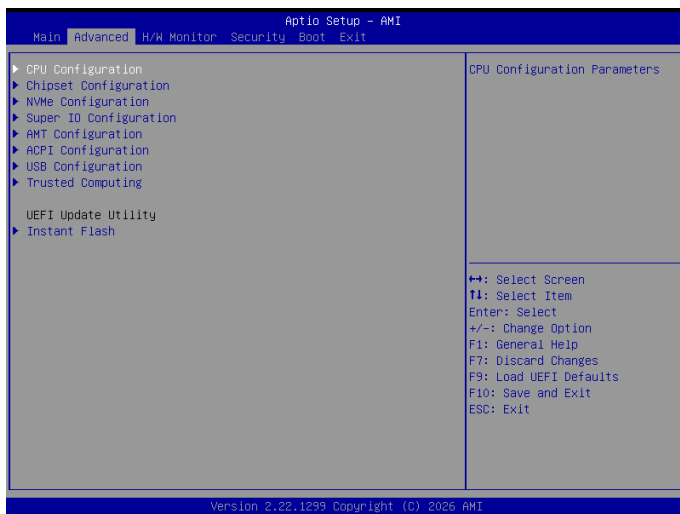 Aptio Setup – AMI
Main Advanced H/W Monitor Security Boot Exit
CPU Configuration
Chipset Configuration
NVMe Configuration
Super IO Configuration
AMT Configuration
ACPI Configuration
USB Configuration
Trusted Computing
UEFI Update Utility
Instant Flash
CPU Configuration Parameters
↔: Select Screen
↑↓: Select Item
Enter: Select
+/-: Change Option
F1: General Help
F7: Discard Changes
F9: Load UEFI Defaults
F10: Save and Exit
ESC: Exit
Version 2.22.1299 Copyright (C) 2026 AMI